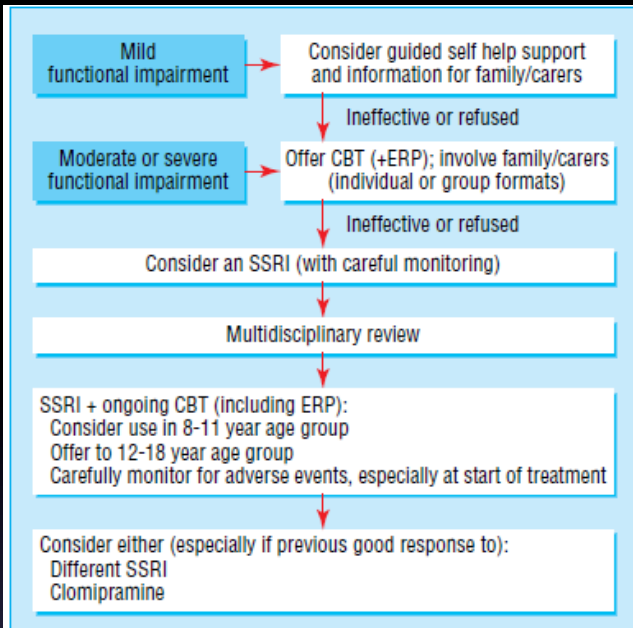 Mild
functional impairment
Consider guided self help support
and information for family/carers
Ineffective or refused
Moderate or severe
functional impairment
Offer CBT (+ERP); involve family/carers
(individual or group formats)
Ineffective or refused
Consider an SSRI (with careful monitoring)
Multidisciplinary review
SSRI + ongoing CBT (including ERP):
Consider use in 8-11 year age group
Offer to 12-18 year age group
Carefully monitor for adverse events, especially at start of treatment
Consider either (especially if previous good response to):
Different SSRI
Clomipramine